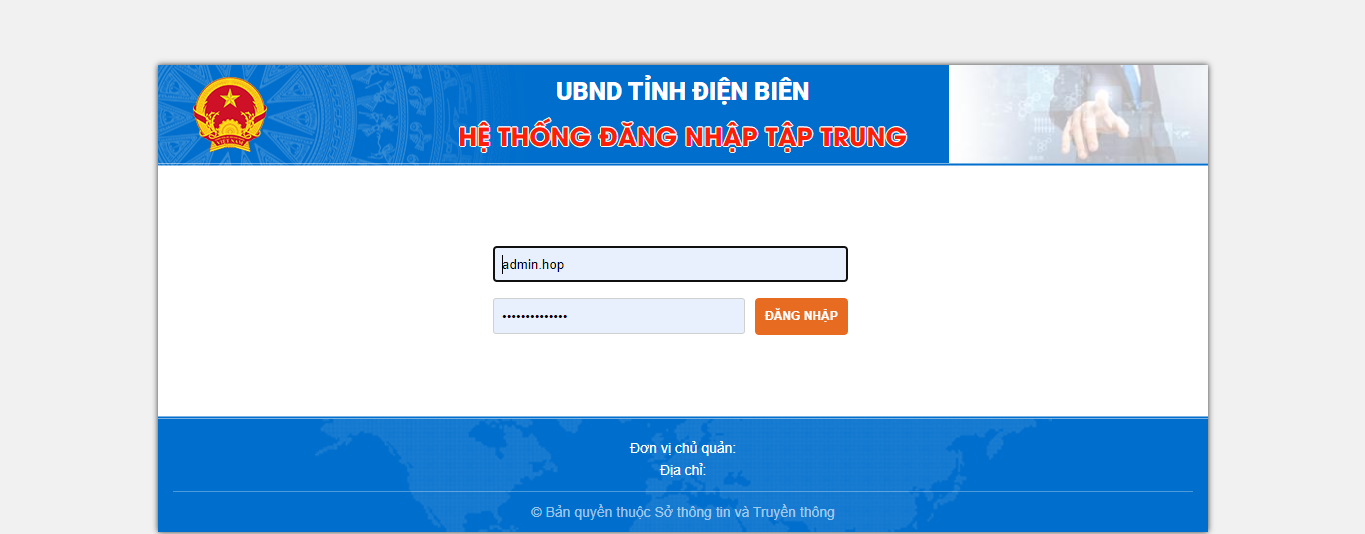 UBND TỈNH ĐIỆN BIÊN
HỆ THỐNG ĐĂNG NHẬP TẬP TRUNG
VIETNAM
admin.hop
••••••••••••••
ĐĂNG NHẬP
Đơn vị chủ quản:
Địa chỉ:
© Bản quyền thuộc Sở thông tin và Truyền thông